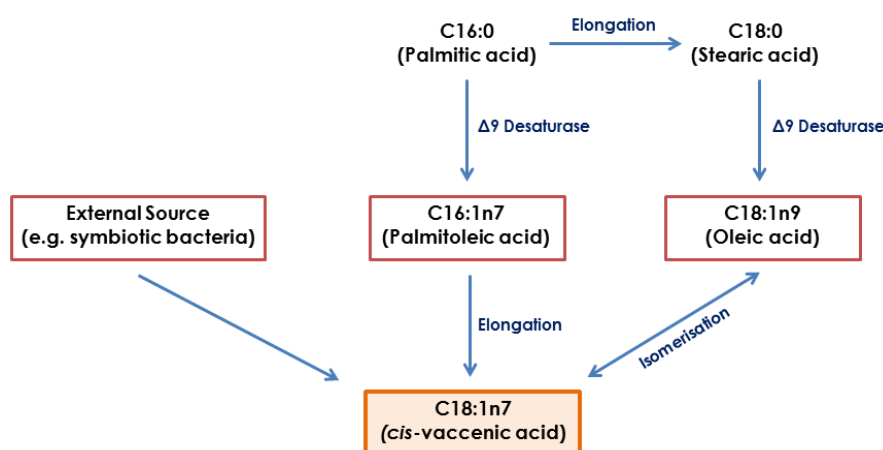 C16:0
(Palmitic acid)
Elongation
C18:0
(Stearic acid)
Δ9 Desaturase
Δ9 Desaturase
External Source
(e.g. symbiotic bacteria)
C16:1n7
(Palmitoleic acid)
C18:1n9
(Oleic acid)
Elongation
Isomerisation
C18:1n7
(cis-vaccenic acid)